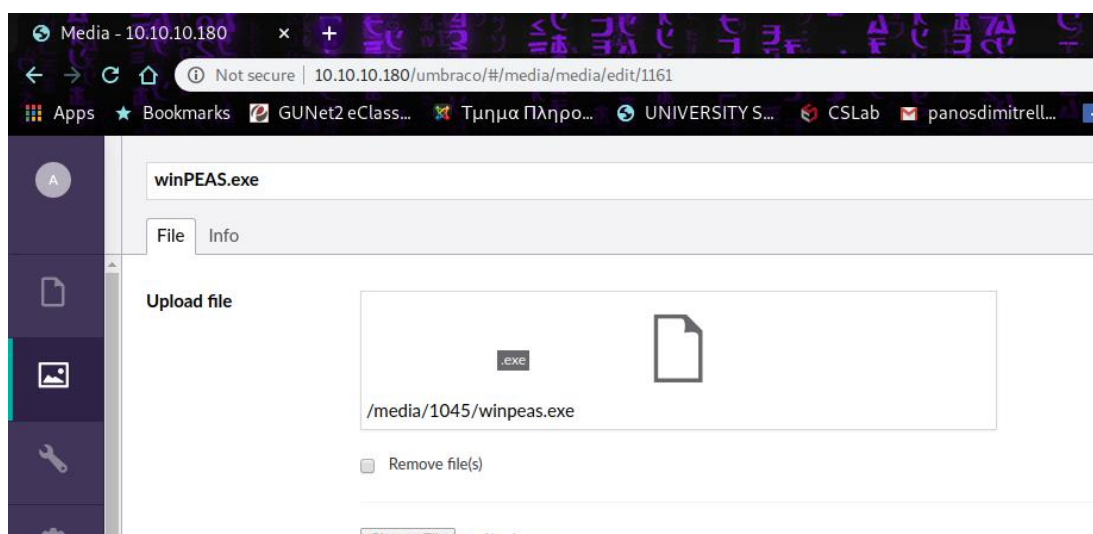 Media - 10.10.10.180 × +
Not secure | 10.10.10.180/umbraco/#/media/media/edit/1161
Apps Bookmarks GUNet2 eClass... Τμημα Πληρο... UNIVERSITY S... CSLab panosdimitrell...
A
winPEAS.exe
File Info
Upload file
.exe
/media/1045/winpeas.exe
Remove file(s)